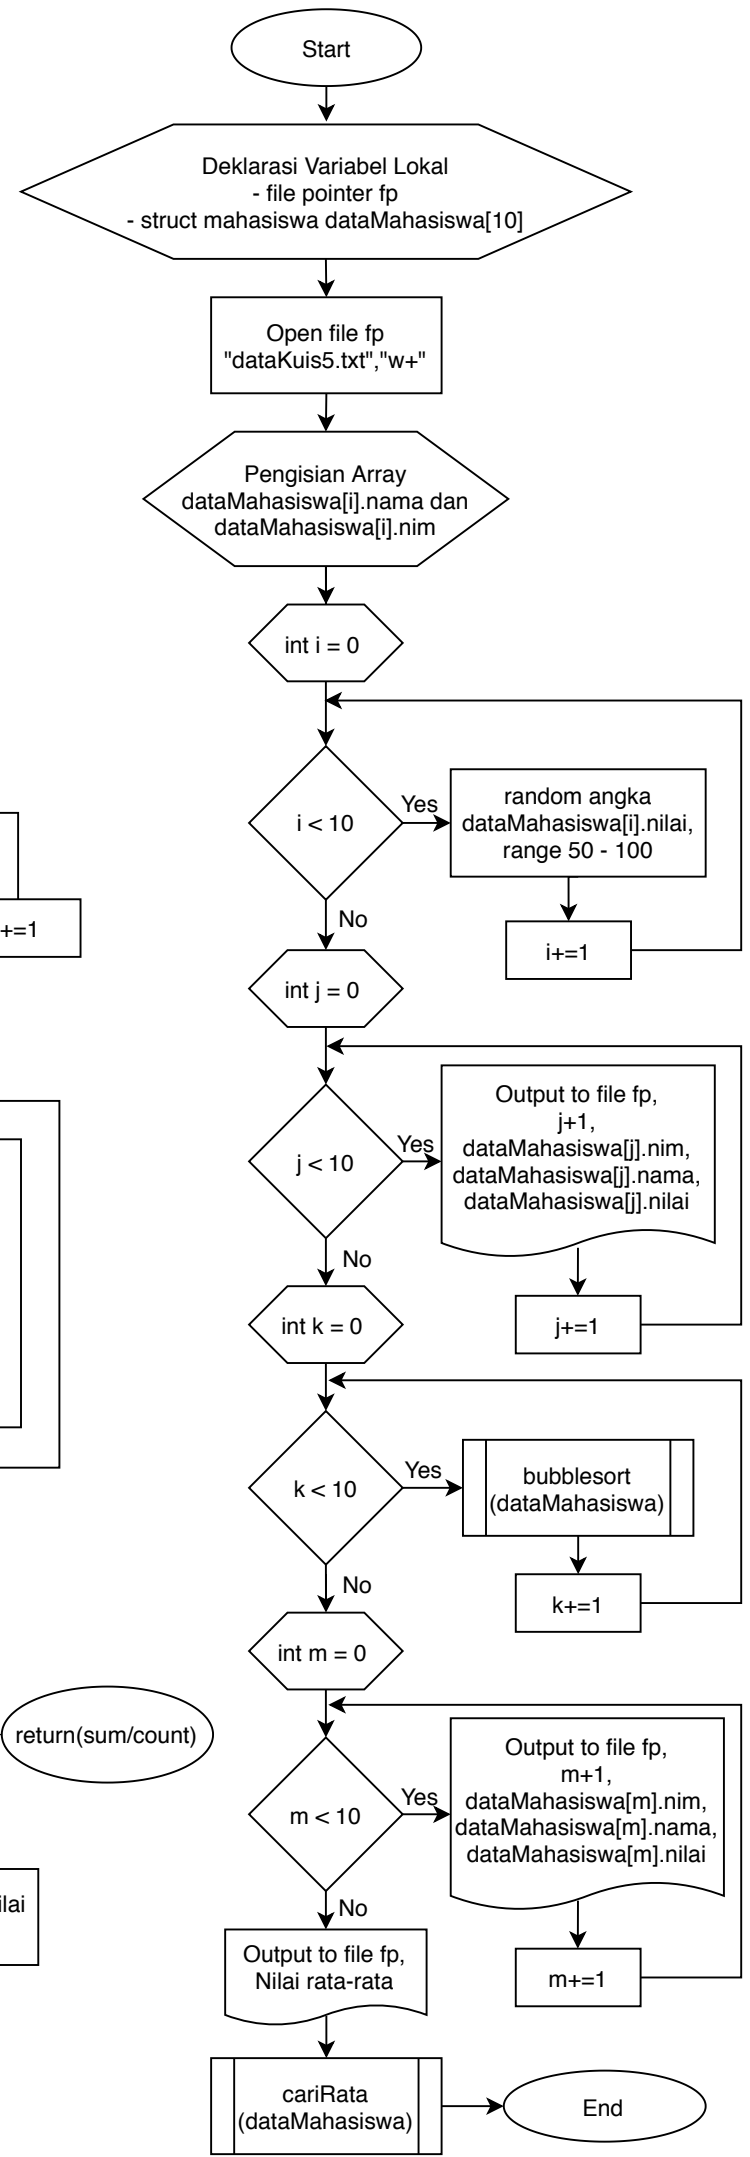 Start
Deklarasi Variabel Lokal
- file pointer fp
- struct mahasiswa dataMahasiswa[10]
Open file fp
"dataKuis5.txt","w+"
Pengisian Array
dataMahasiswa[i].nama dan
dataMahasiswa[i].nim
int i = 0
i < 10
Yes
random angka
dataMahasiswa[i].nilai,
range 50 - 100
i+=1
No
+=1
int j = 0
j < 10
Yes
Output to file fp,
j+1,
dataMahasiswa[j].nim,
dataMahasiswa[j].nama,
dataMahasiswa[j].nilai
j+=1
No
int k = 0
k < 10
Yes
bubblesort
(dataMahasiswa)
k+=1
No
int m = 0
return(sum/count)
m < 10
Yes
Output to file fp,
m+1,
dataMahasiswa[m].nim,
dataMahasiswa[m].nama,
dataMahasiswa[m].nilai
m+=1
No
ilai
Output to file fp,
Nilai rata-rata
cariRata
(dataMahasiswa)
End